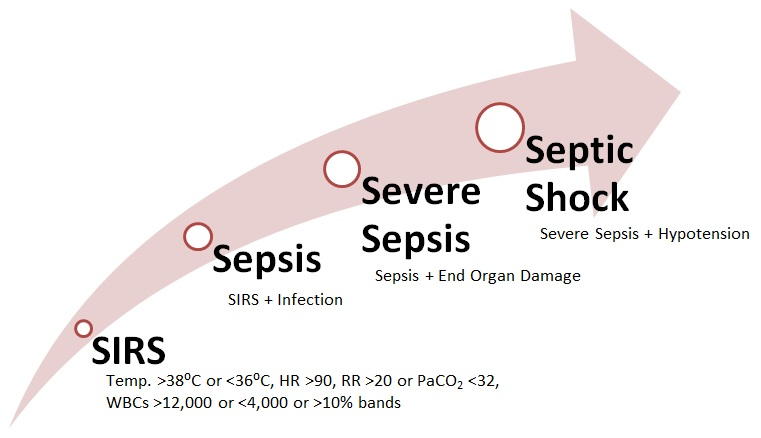 SIRS
Temp. >38⁰C or <36⁰C, HR >90, RR >20 or PaCO₂ <32,
WBCs >12,000 or <4,000 or >10% bands
Sepsis
SIRS + Infection
Severe
Sepsis
Sepsis + End Organ Damage
Septic
Shock
Severe Sepsis + Hypotension